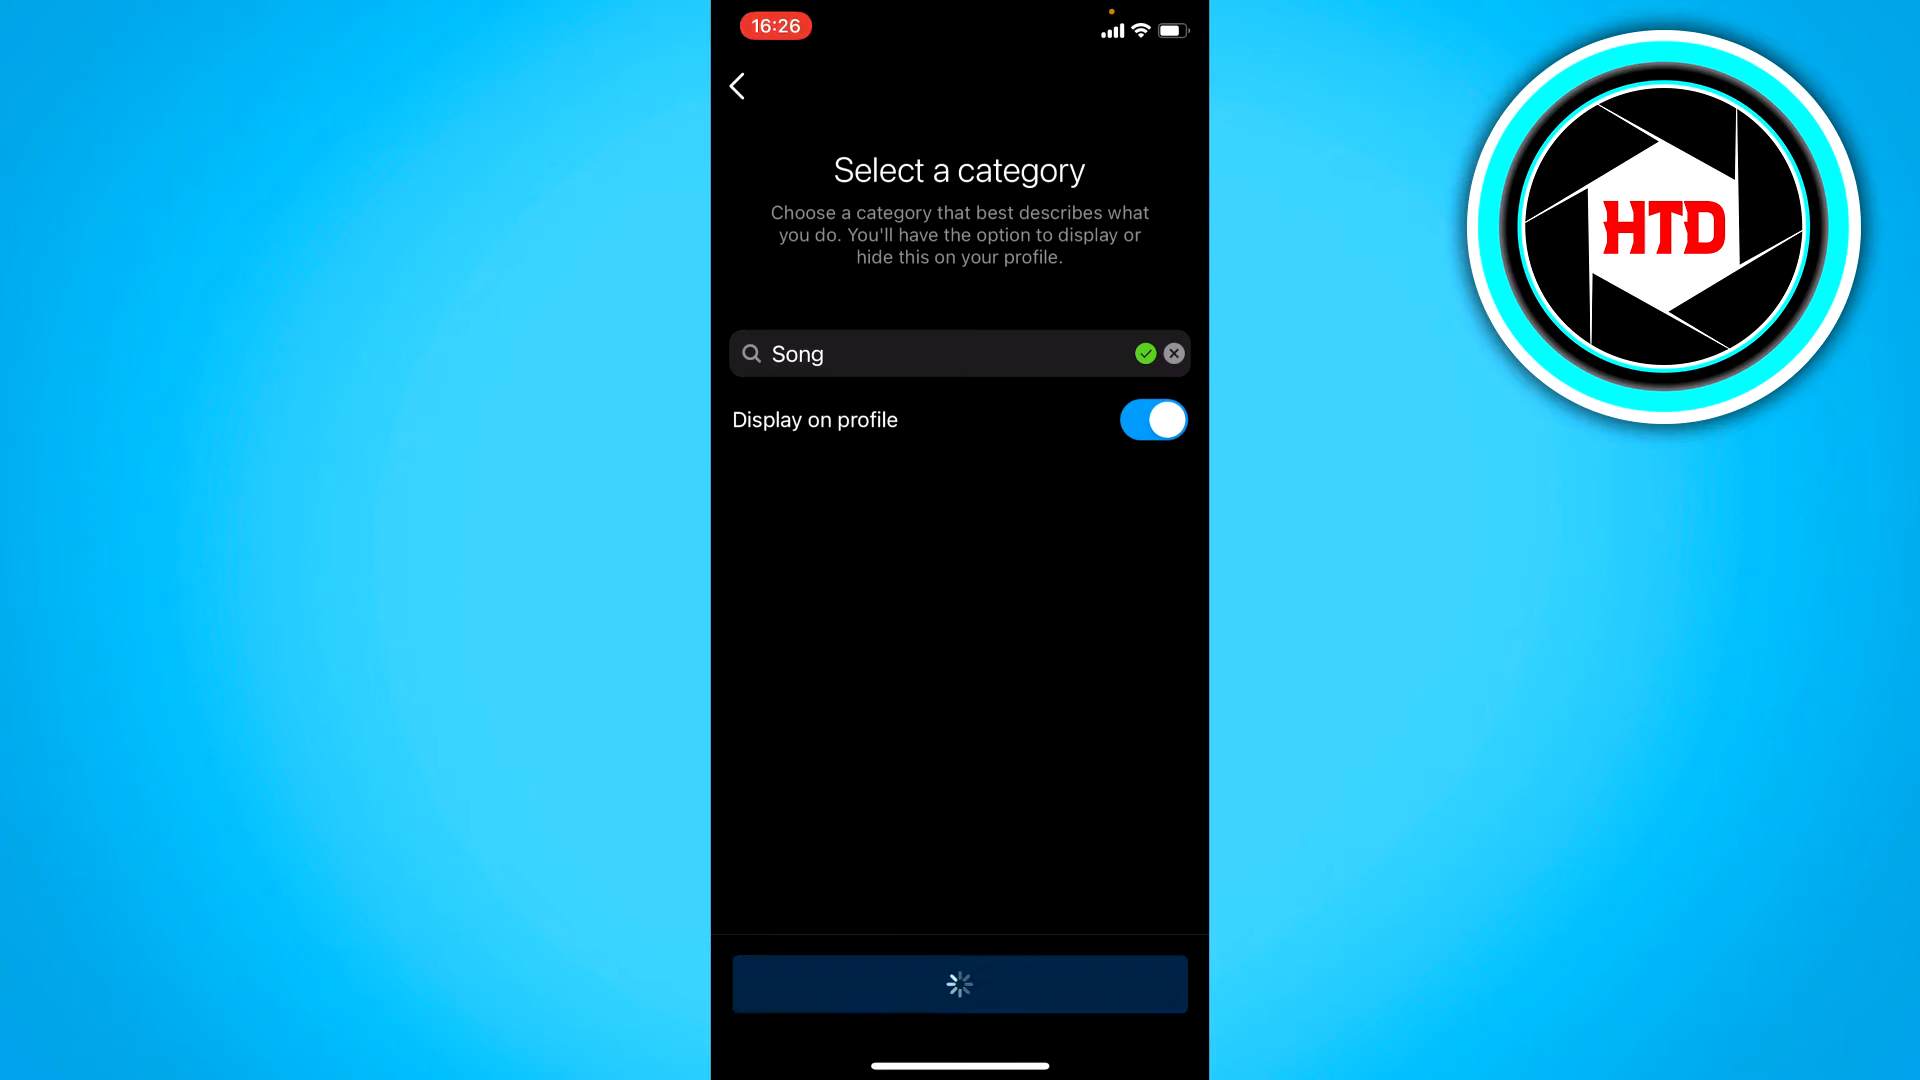 16:26
HTD
Select a category
Choose a category that best describes what
you do. You'll have the option to display or
hide this on your profile.
Song
Display on profile